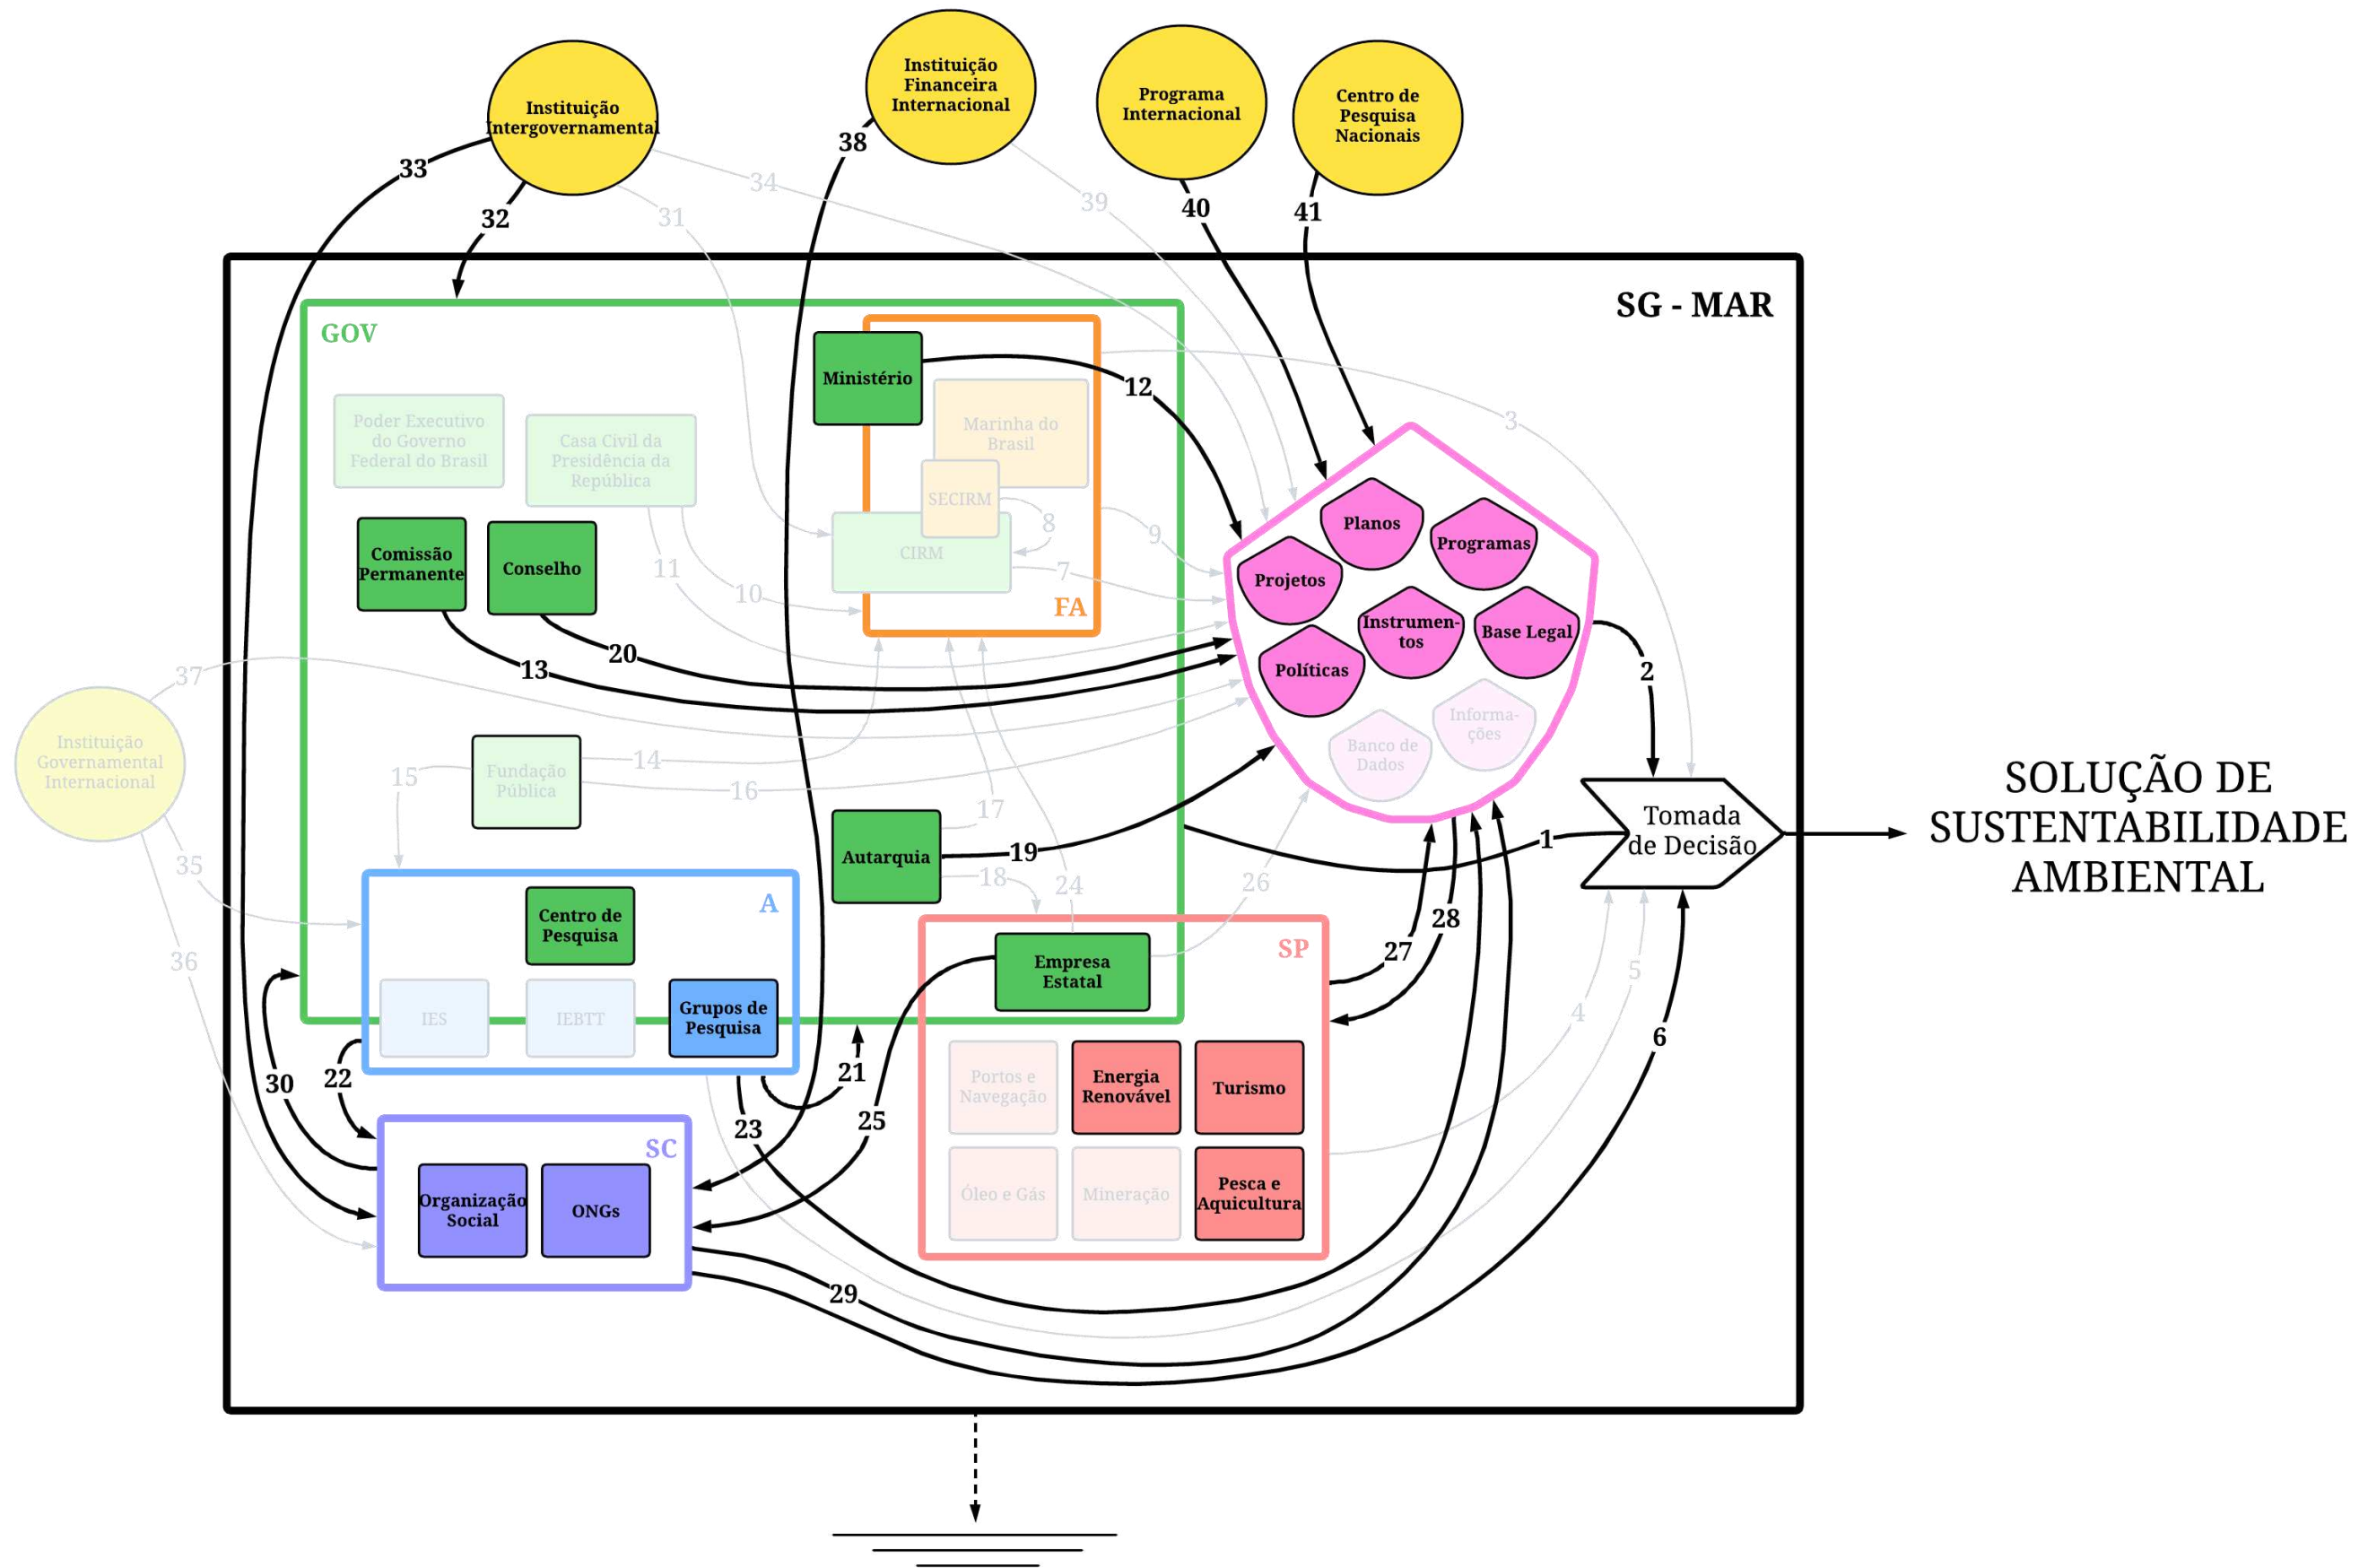 Instituição
Intergovernamental
Instituição
Financeira
Internacional
Programa
Internacional
Centro de
Pesquisa
Nacionais
33
32
31
34
38
39
40
41
SG - MAR
GOV
Ministério
12
3
Poder Executivo
do Governo
Federal do Brasil
Casa Civil da
Presidência da
República
Marinha do
Brasil
SECIRM
CIRM
8
9
7
FA
11
10
Comissão
Permanente
Conselho
20
13
37
Planos
Programas
Projetos
Instrumen-
tos
Base Legal
Políticas
Informa-
ções
Banco de
Dados
2
Instituição
Governamental
Internacional
Fundação
Pública
14
15
16
17
Autarquia
19
18
24
26
1
Tomada
de Decisão
SOLUÇÃO DE
SUSTENTABILIDADE
AMBIENTAL
35
36
A
Centro de
Pesquisa
IES
IEBTT
Grupos de
Pesquisa
SP
Empresa
Estatal
27
28
4
5
6
30
22
21
23
25
Portos e
Navegação
Energia
Renovável
Turismo
Óleo e Gás
Mineração
Pesca e
Aquicultura
SC
Organização
Social
ONGs
29